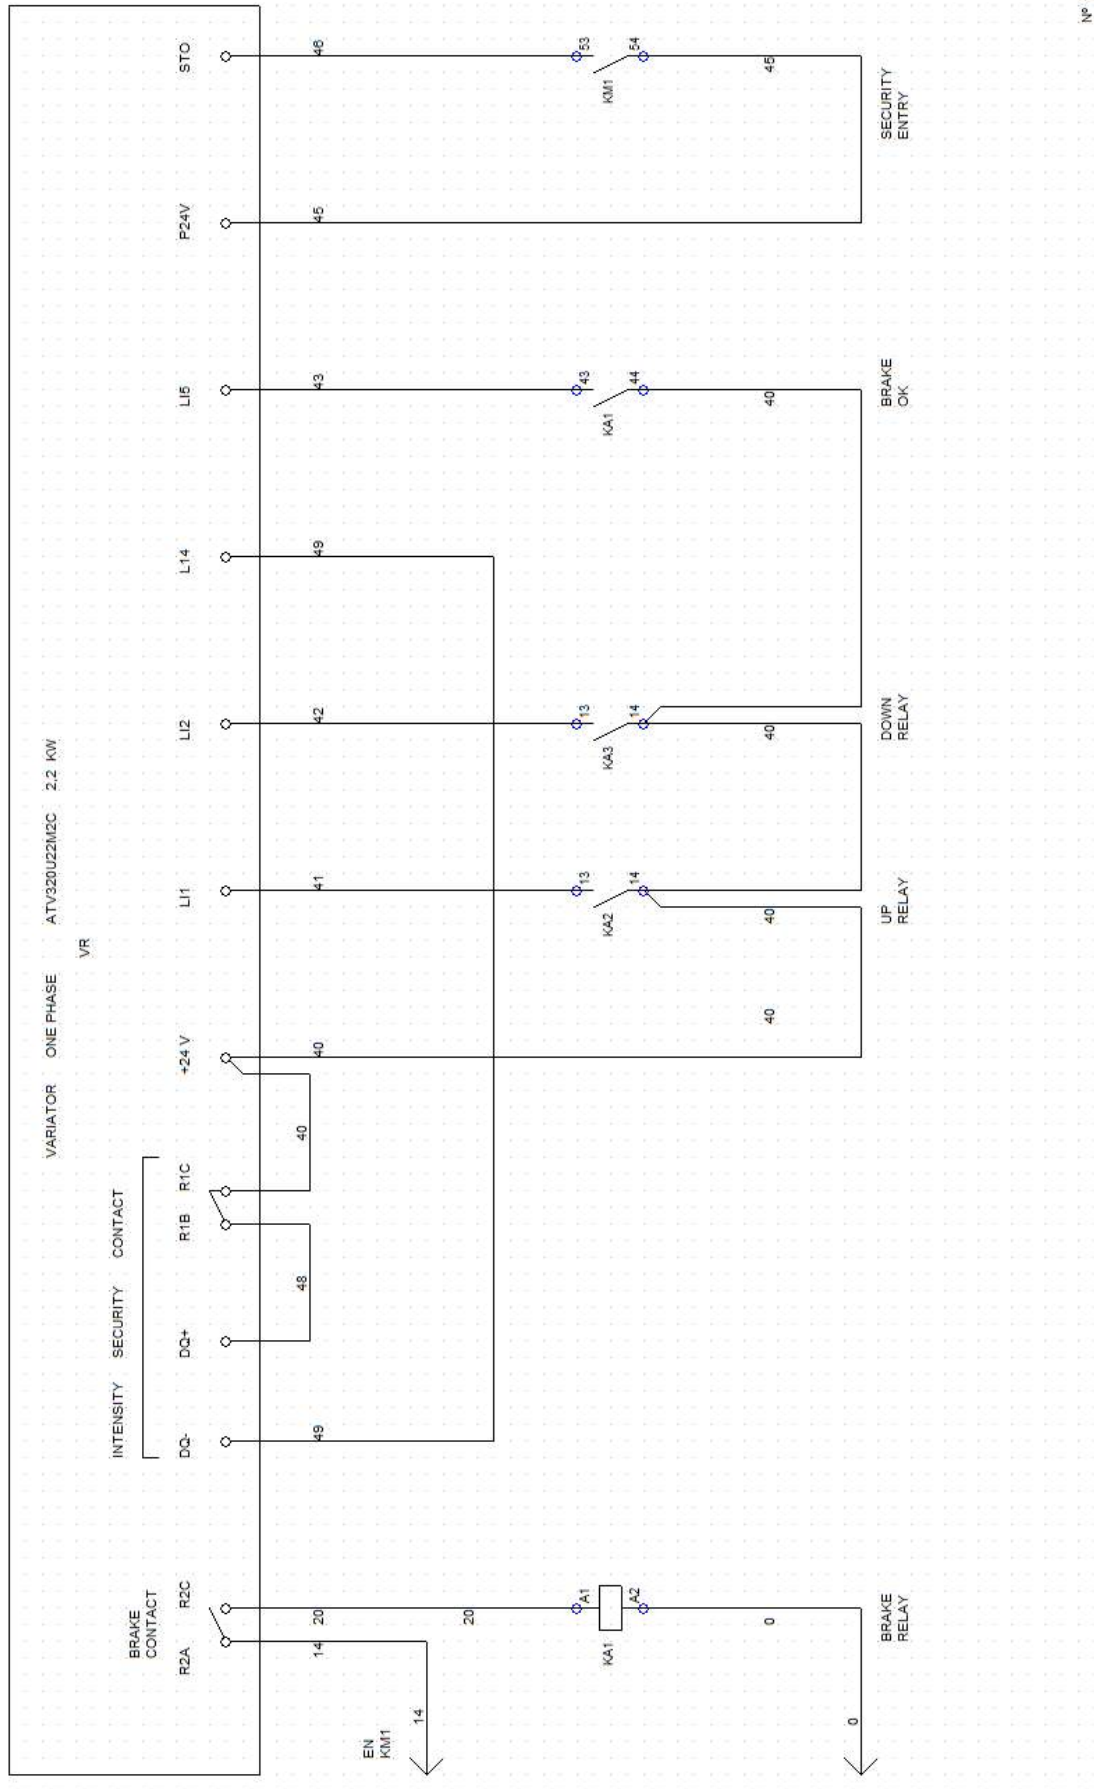 VARIATOR ONE PHASE ATV320U22M2C 2,2 KW
VR
INTENSITY SECURITY CONTACT
BRAKE
CONTACT
R2A
R2C
DQ-
DQ+
R1B
R1C
+24 V
LI1
LI2
L14
LI5
P24V
STO
14
20
49
48
40
40
41
42
49
43
45
46
EN
KM1
14
20
A1
13
13
43
53
KA1
KA2
KA3
KA1
KM1
A2
14
14
44
54
0
40
40
40
40
45
0
BRAKE
RELAY
UP
RELAY
DOWN
RELAY
BRAKE
OK
SECURITY
ENTRY
Nº